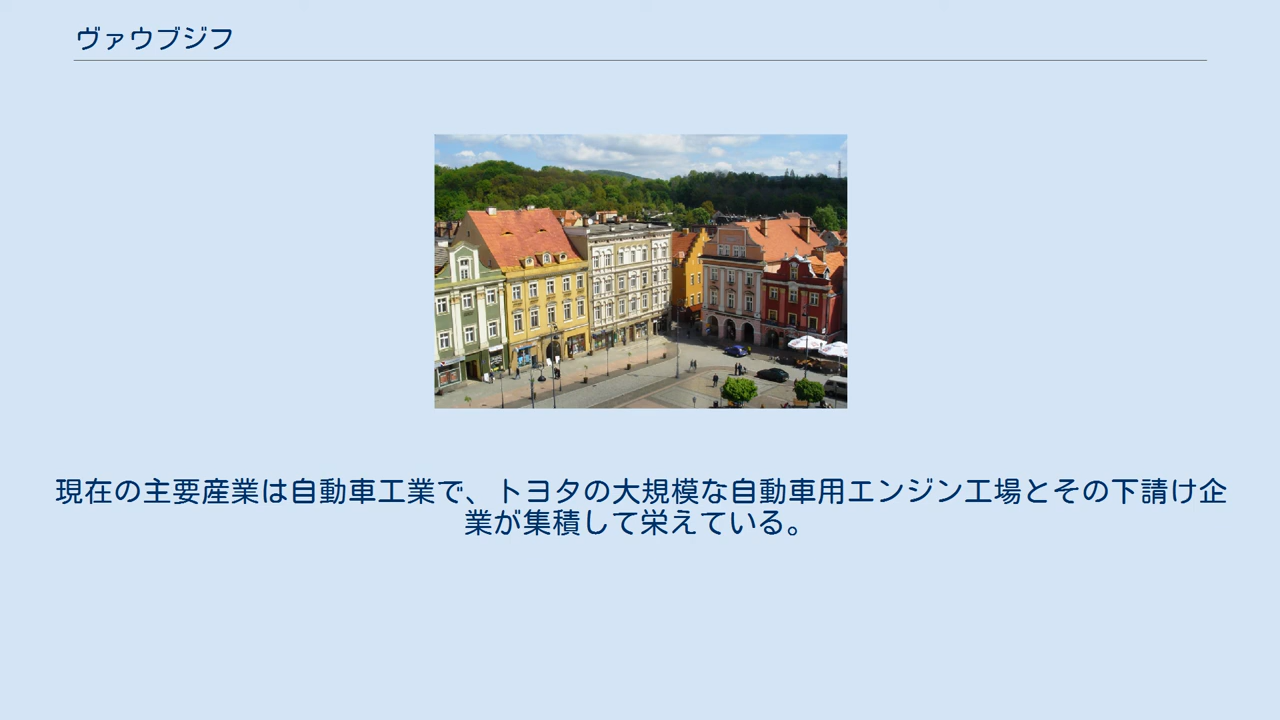 ヴァウブジフ
現在の主要産業は自動車工業で、トヨタの大規模な自動車用エンジン工場とその下請け企
業が集積して栄えている。